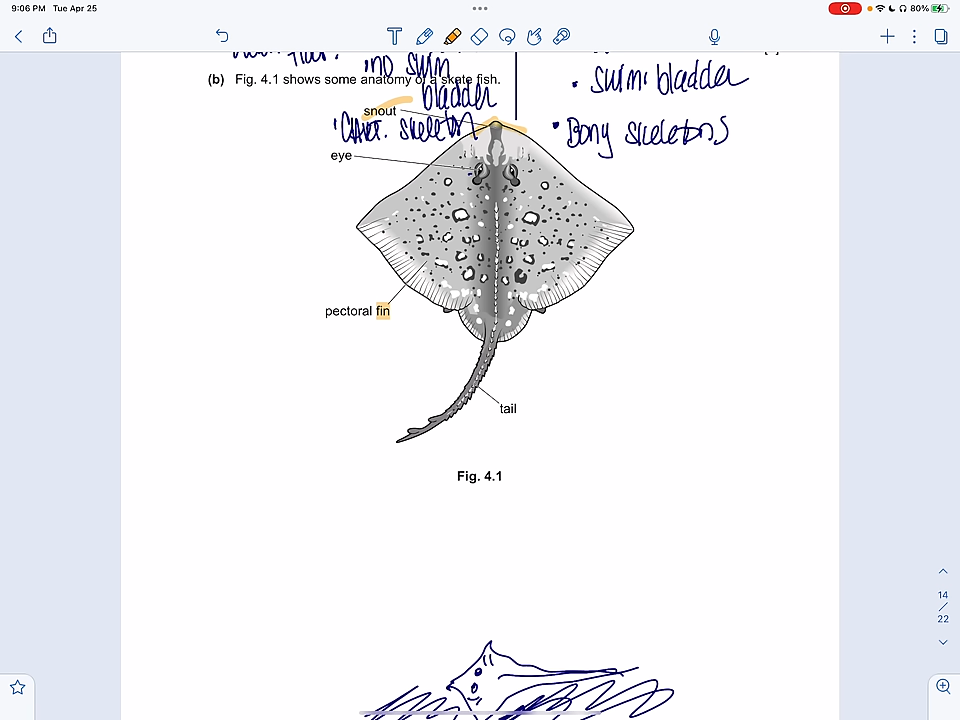 9:06 PM Tue Apr 25
80%
T
no swim
(b) Fig. 4.1 shows some anatomy of a skate fish.
bladder
• swim bladder
snout
skeleton
• Bony skeletons
eye
pectoral fin
tail
Fig. 4.1
14
/
22